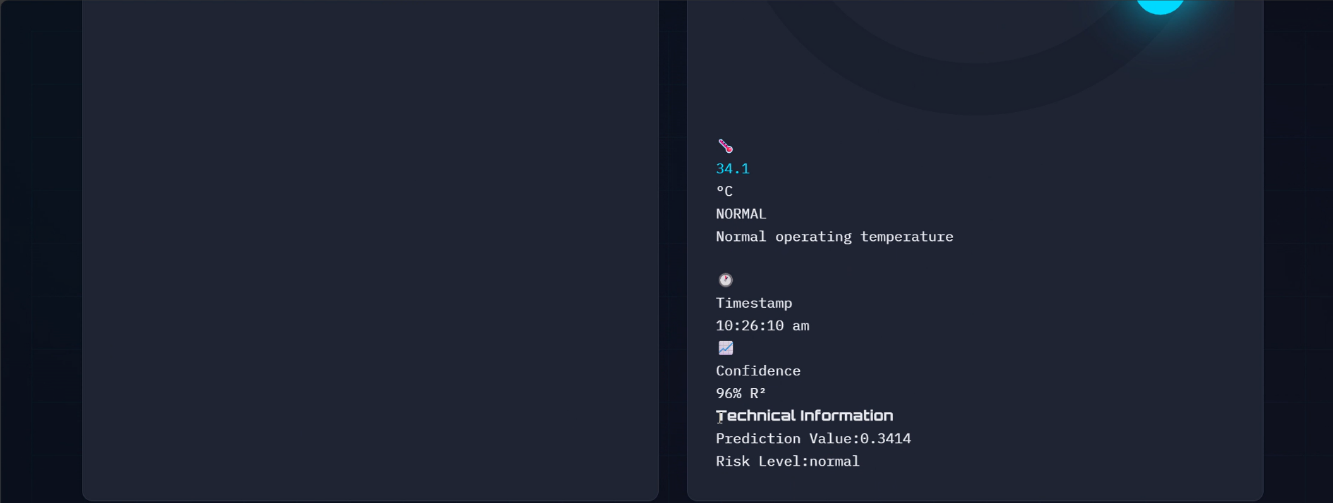 34.1
°C
NORMAL
Normal operating temperature
Timestamp
10:26:10 am
Confidence
96% R²
Technical Information
Prediction Value:0.3414
Risk Level:normal